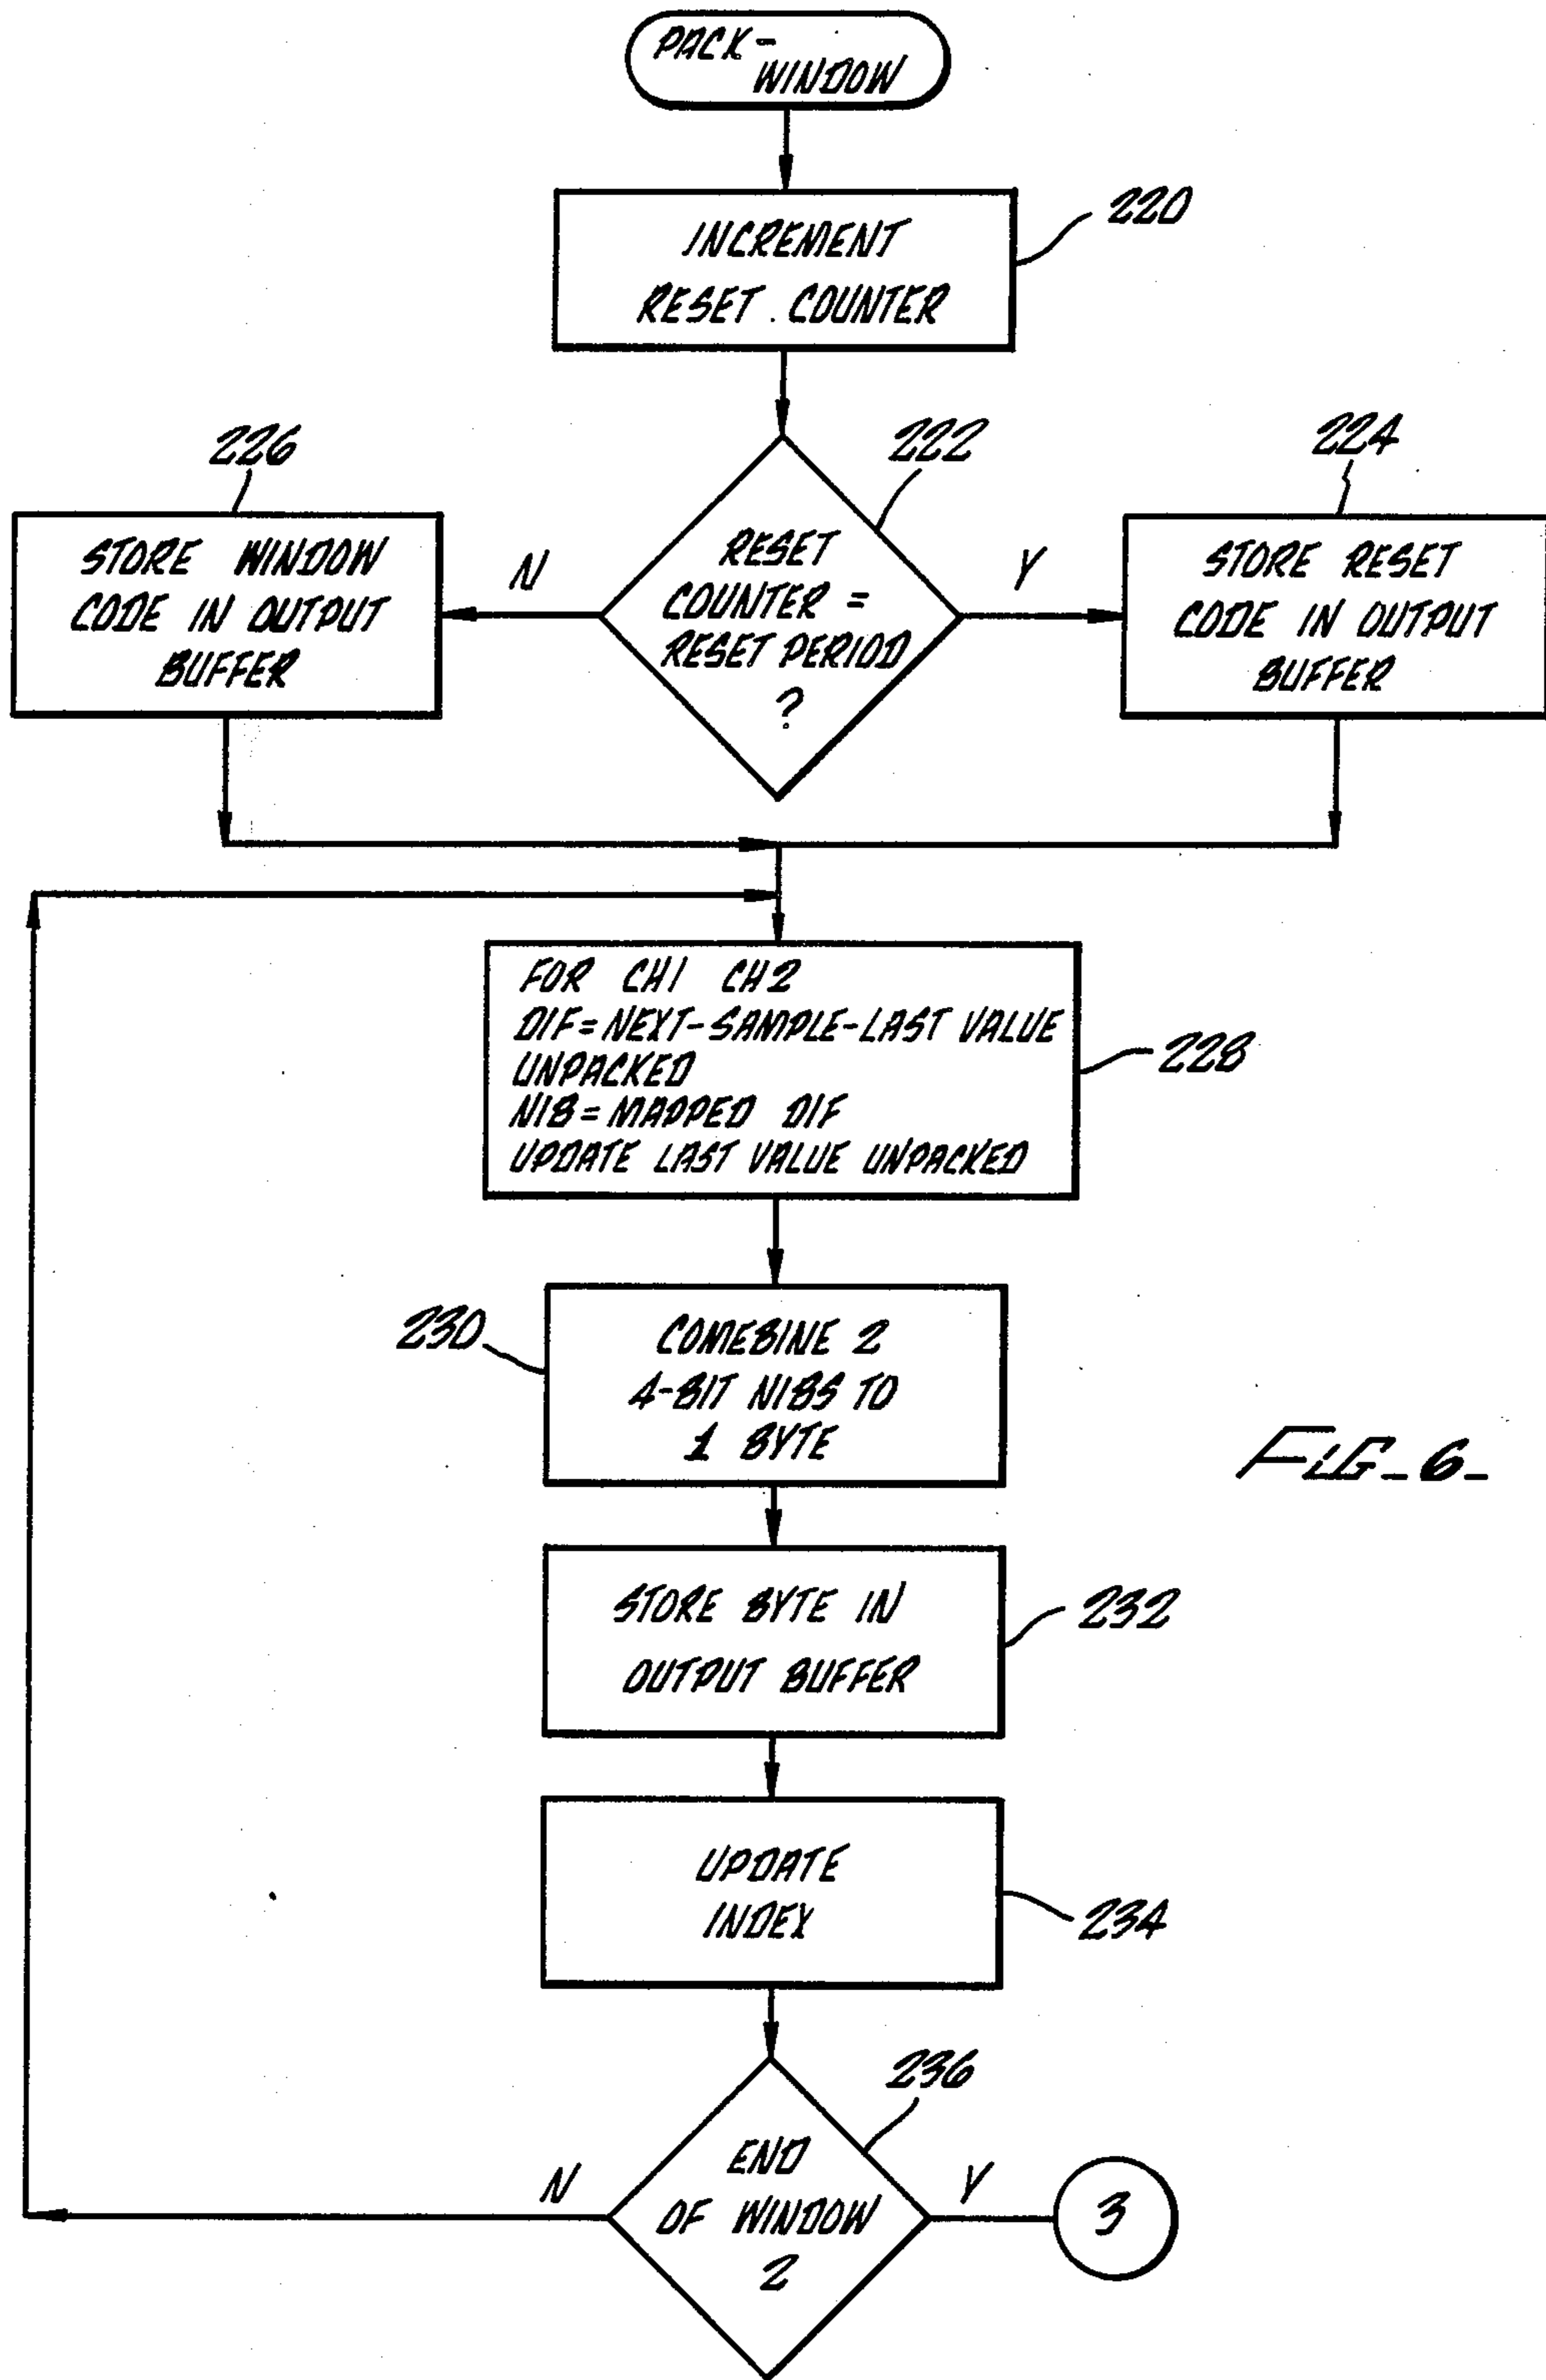 PACK-
WINDOW
INCREMENT
RESET COUNTER
220
222
RESET
COUNTER =
RESET PERIOD
?
N
Y
226
STORE WINDOW
CODE IN OUTPUT
BUFFER
224
STORE RESET
CODE IN OUTPUT
BUFFER
FOR CH1 CH2
DIF=NEXT-SAMPLE-LAST VALUE
UNPACKED
NIB=MAPPED DIF
UPDATE LAST VALUE UNPACKED
228
230
COMEBINE 2
4-BIT NIBS TO
1 BYTE
FIG_6_
STORE BYTE IN
OUTPUT BUFFER
232
UPDATE
INDEX
234
236
END
OF WINDOW
2
N
Y
3